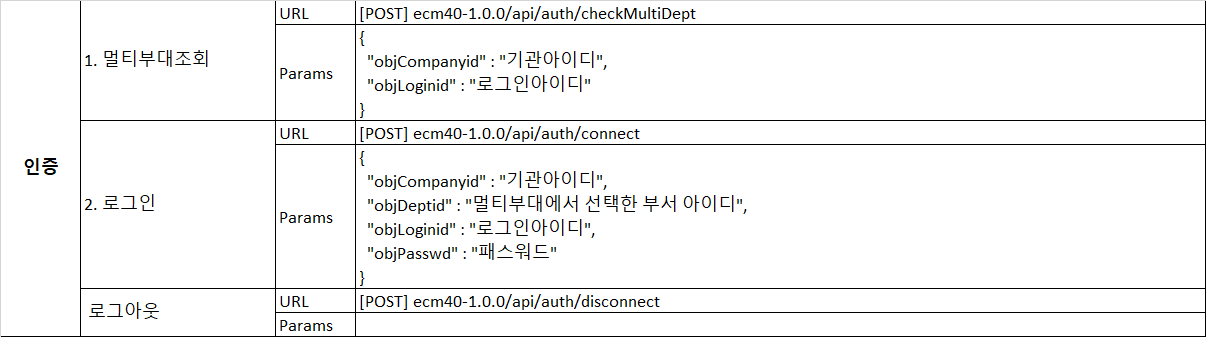 인증
1. 멀티부대조회
URL
[POST] ecm40-1.0.0/api/auth/checkMultiDept
Params
{
"objCompanyid" : "기관아이디",
"objLoginid" : "로그인아이디"
}
2. 로그인
URL
[POST] ecm40-1.0.0/api/auth/connect
Params
{
"objCompanyid" : "기관아이디",
"objDeptid" : "멀티부대에서 선택한 부서 아이디",
"objLoginid" : "로그인아이디",
"objPasswd" : "패스워드"
}
로그아웃
URL
[POST] ecm40-1.0.0/api/auth/disconnect
Params